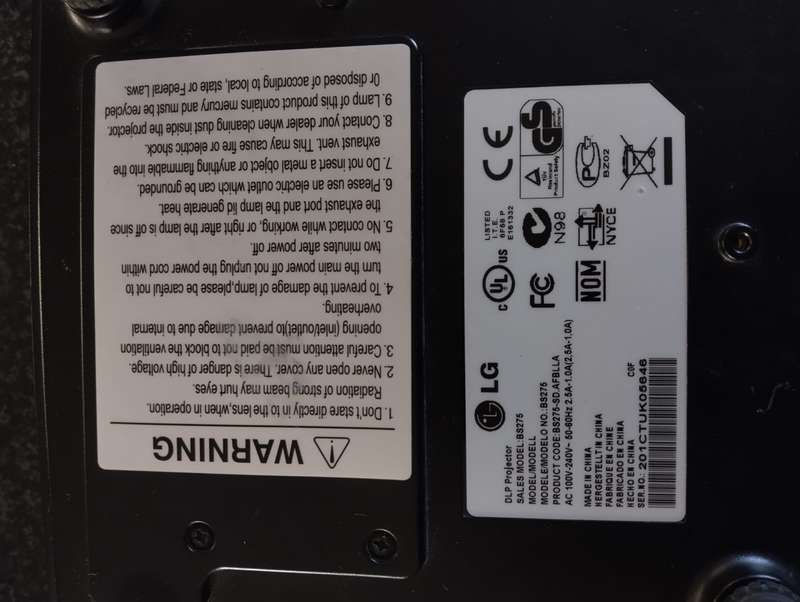 WARNING
1. Don't stare directly in to the lens,when in operation.
Radiation of strong beam may hurt eyes.
2. Never open any cover. There is danger of high voltage.
3. Careful attention must be paid not to block the ventilation
opening (inle/outlet)to prevent damage due to internal
overheating.
4. To prevent the damage of lamp,please be careful not to
turn the main power off not unplug the power cord within
two minutes after power off.
5. No contact while working, or right after the lamp is off since
the exhaust port and the lamp lid generate heat.
6. Please use an electric outlet which can be grounded.
7. Do not insert a metal object or anything flammable into the
exhaust vent. This may cause fire or electric shock.
8. Contact your dealer when cleaning dust inside the projector.
9. Lamp of this product contains mercury and must be recycled
Or disposed of according to local, state or Federal Laws.
LG
DLP Projector
SALES MODEL:BS275
MODEL/MODELL
MODELE/MODELO NO.:BS275
PRODUCT CODE:BS275-SD.AFBLLA
AC 100V-240V~ 50-60Hz 2.5A-1.0A(2.5A-1.0A)
MADE IN CHINA
HERGESTELLT IN CHINA
FABRIQUE EN CHINE
FABRICADO EN CHINA
HECHO EN CHINA
COF
SER.NO.: 201CTUK05646
C UL US
LISTED
I.T.E.
6F68 P
E161332
FC
N98
NOM
NYCE
CE
TÜV
Rheinland
Product Safety
GS
PCT
BZ02